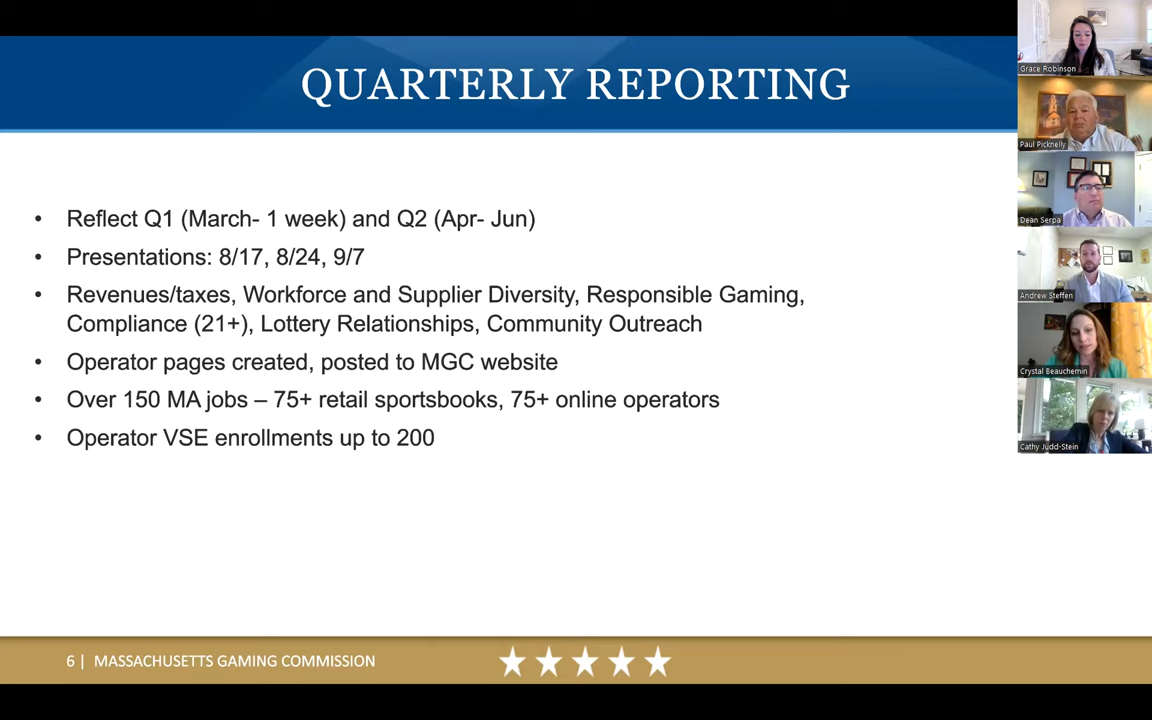 QUARTERLY REPORTING
• Reflect Q1 (March- 1 week) and Q2 (Apr- Jun)
• Presentations: 8/17, 8/24, 9/7
• Revenues/taxes, Workforce and Supplier Diversity, Responsible Gaming,
Compliance (21+), Lottery Relationships, Community Outreach
• Operator pages created, posted to MGC website
• Over 150 MA jobs – 75+ retail sportsbooks, 75+ online operators
• Operator VSE enrollments up to 200
6 | MASSACHUSETTS GAMING COMMISSION
Grace Robinson
Paul Picknelly
Dean Serpa
Andrew Steffen
Crystal Beauchemin
Cathy Judd-Stein